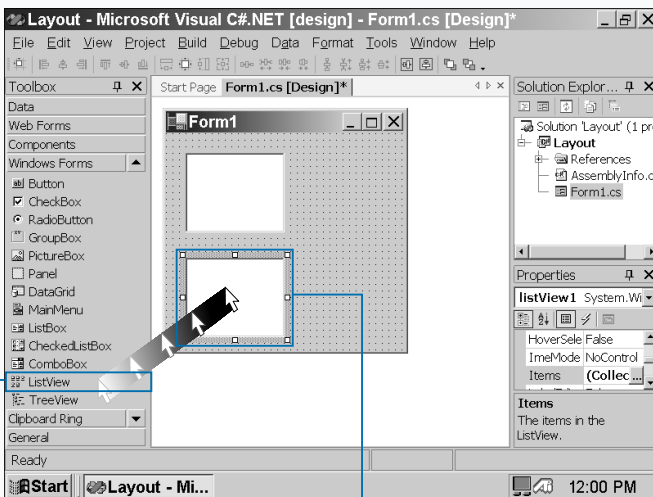 Layout - Microsoft Visual C#.NET [design] - Form1.cs [Design]*
File Edit View Project Build Debug Data Format Tools Window Help
Toolbox
Data
Web Forms
Components
Windows Forms
Button
CheckBox
RadioButton
GroupBox
PictureBox
Panel
DataGrid
MainMenu
ListBox
CheckedListBox
ComboBox
ListView
TreeView
Clipboard Ring
General
Start Page Form1.cs [Design]*
Form1
Solution Explor...
Solution 'Layout' (1 pr
Layout
References
AssemblyInfo.c
Form1.cs
Properties
listView1 System.Wi
HoverSele False
ImeMode NoControl
Items (Collec ...
Items
The items in the
ListView.
Ready
Start Layout - Mi... 12:00 PM